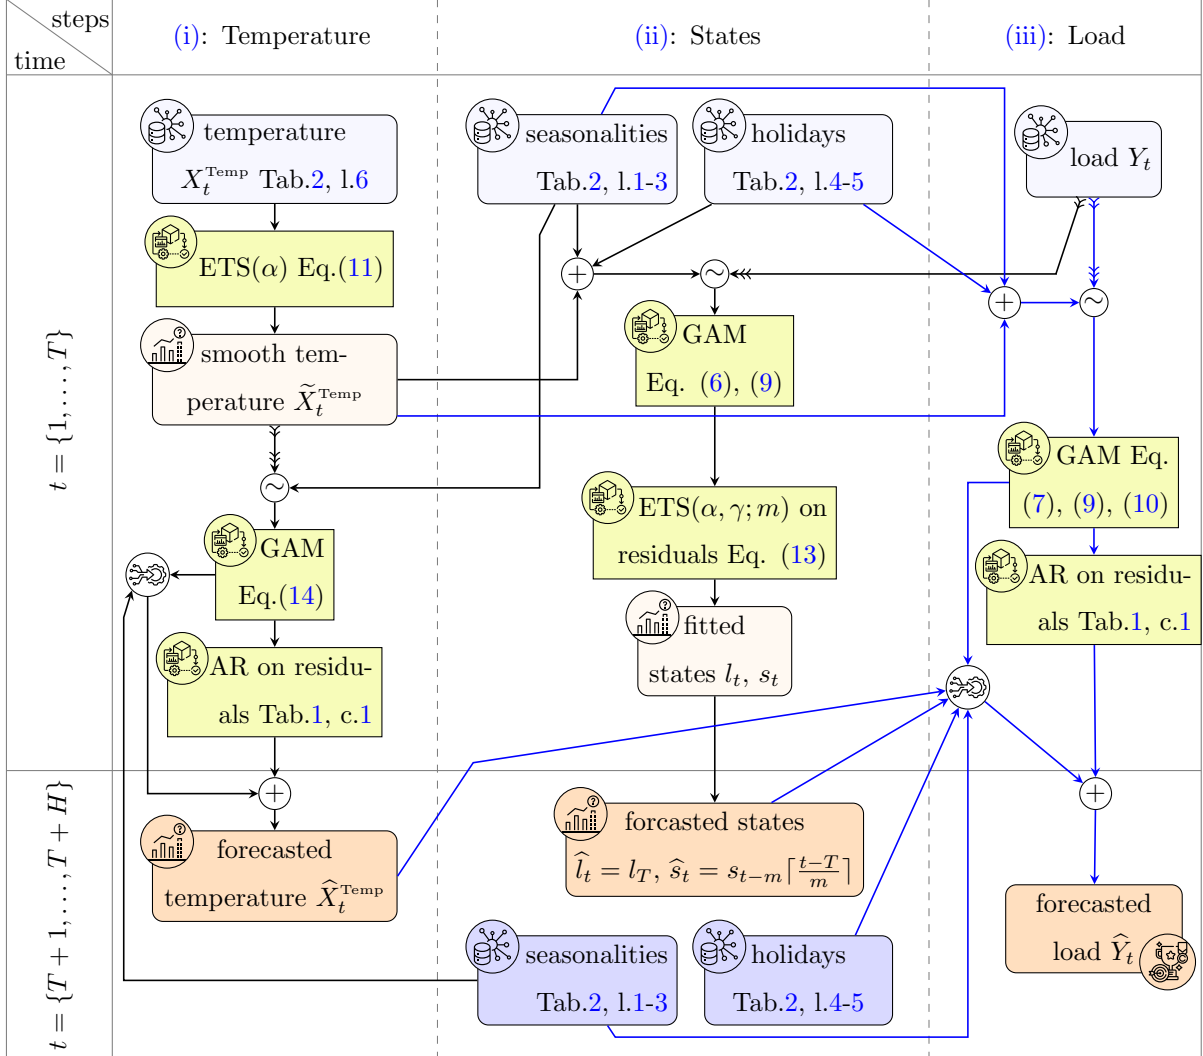 steps
time
(i): Temperature
(ii): States
(iii): Load
t = {1, . . . , T}
temperature
X_t^Temp Tab.2, l.6
ETS(α) Eq.(11)
smooth tem-
perature X̃_t^Temp
∼
GAM
Eq.(14)
AR on residu-
als Tab.1, c.1
seasonalities
Tab.2, l.1-3
holidays
Tab.2, l.4-5
+
∼
GAM
Eq. (6), (9)
ETS(α, γ; m) on
residuals Eq. (13)
fitted
states l_t, s_t
load Y_t
+
∼
GAM Eq.
(7), (9), (10)
AR on residu-
als Tab.1, c.1
t = {T + 1, . . . , T + H}
+
forecasted
temperature X̂_t^Temp
forcasted states
l̂_t = l_T, ŝ_t = s_{t−m⌈(t−T)/m⌉}
seasonalities
Tab.2, l.1-3
holidays
Tab.2, l.4-5
+
forecasted
load Ŷ_t